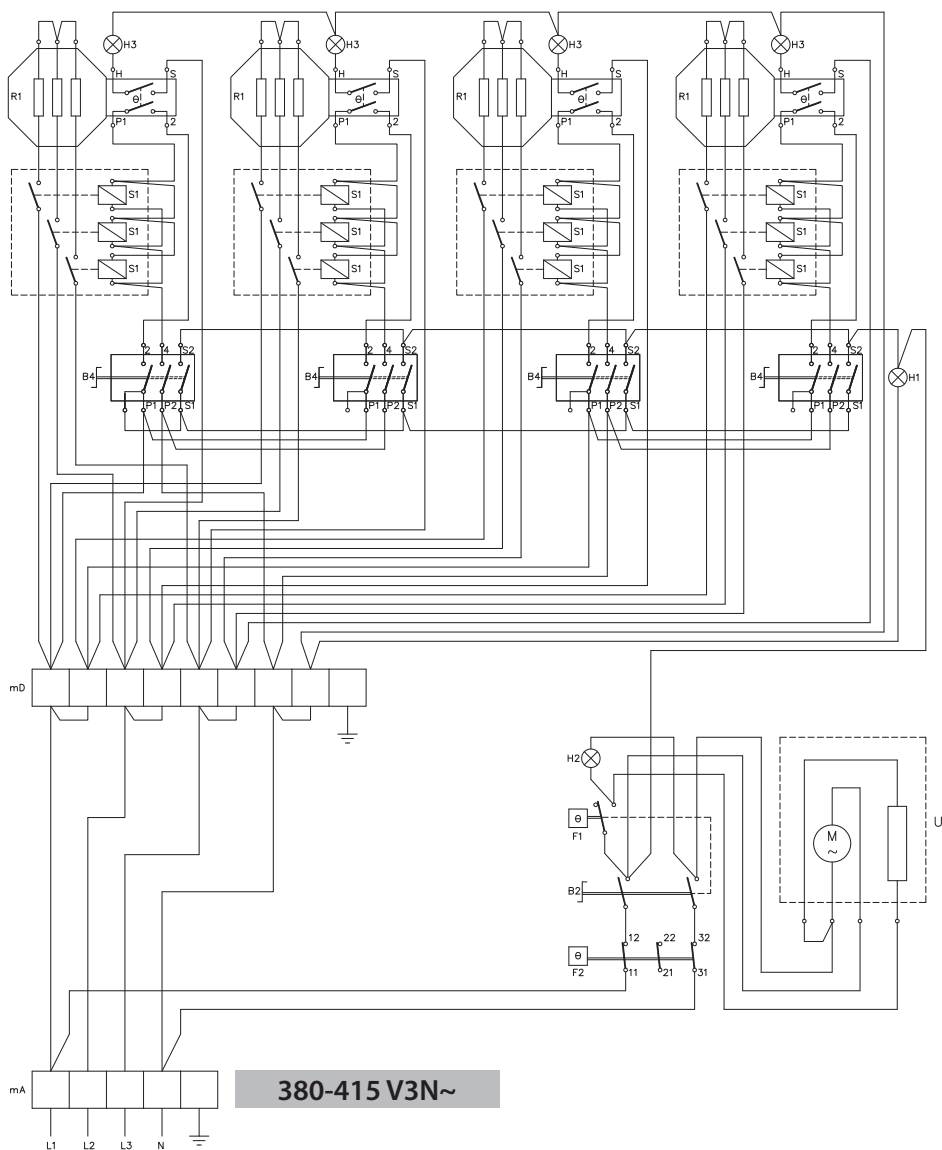 H3 H3 H3 H3
H S H S H S H S
R1 R1 R1 R1
θ θ θ θ
P1 2 P1 2 P1 2 P1 2
S1 S1 S1 S1
S1 S1 S1 S1
S1 S1 S1 S1
2 4 S2 2 4 S2 2 4 S2 2 4 S2
B4 B4 B4 B4 H1
P1 P2 S1 P1 P2 S1 P1 P2 S1 P1 P2 S1
mD
H2
θ
F1
U
M
~
B2
12 22 32
θ
F2 11 21 31
mA
380-415 V3N~
L1 L2 L3 N